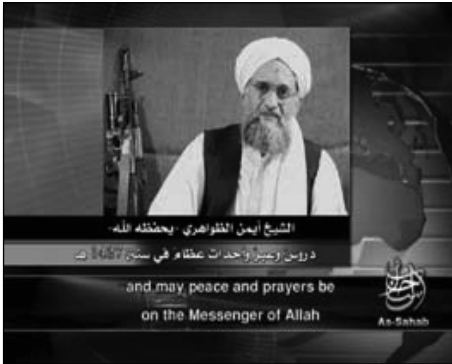 الشيخ أيمن الظواهري -يحفظه الله-
دروس وعبر وأحداث عظام في سنة 1427 هـ
and may peace and prayers be
on the Messenger of Allah
السحاب
As-Sahab